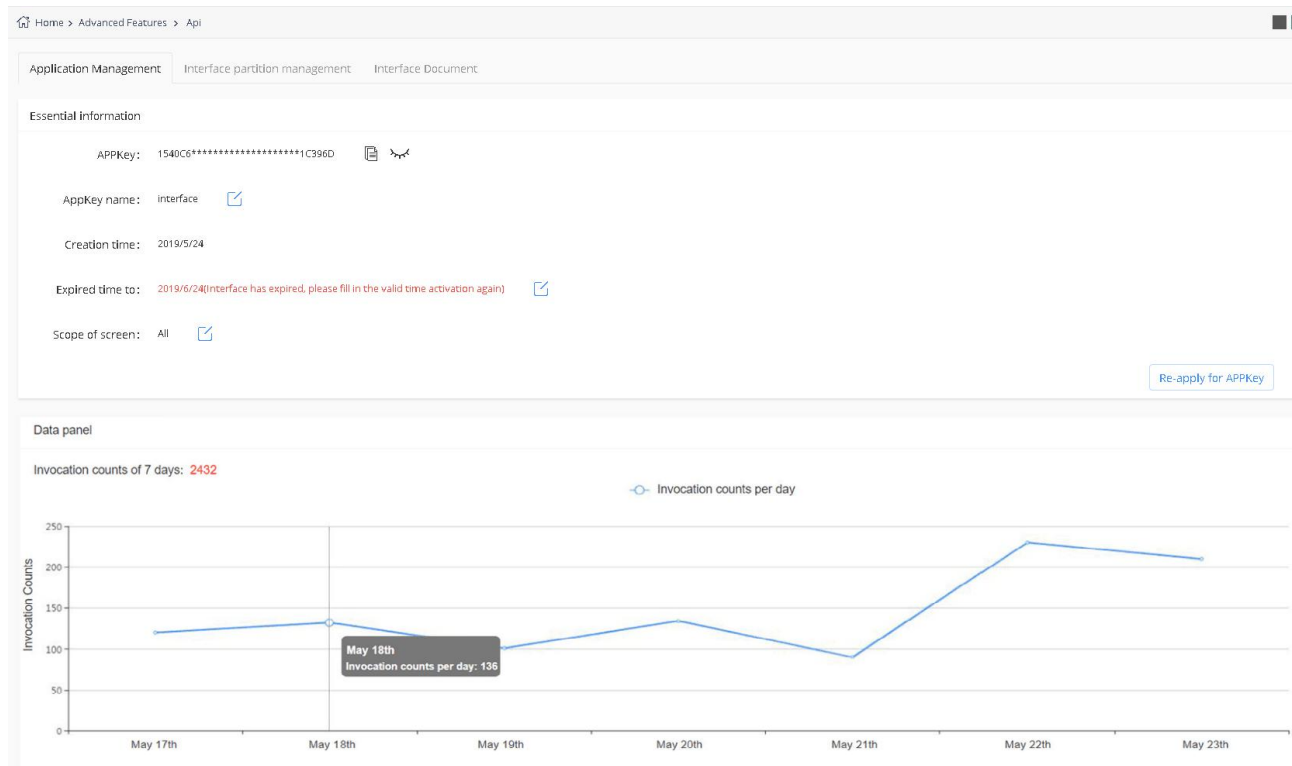 Home > Advanced Features > Api
Application Management Interface partition management Interface Document
Essential information
APPKey: 1540C6********************1C396D
AppKey name: interface
Creation time: 2019/5/24
Expired time to: 2019/6/24(Interface has expired, please fill in the valid time activation again)
Scope of screen: All
Re-apply for APPKey
Data panel
Invocation counts of 7 days: 2432
Invocation counts per day
Invocation Counts
250
200
150
100
50
0
May 18th
Invocation counts per day: 136
May 17th May 18th May 19th May 20th May 21th May 22th May 23th